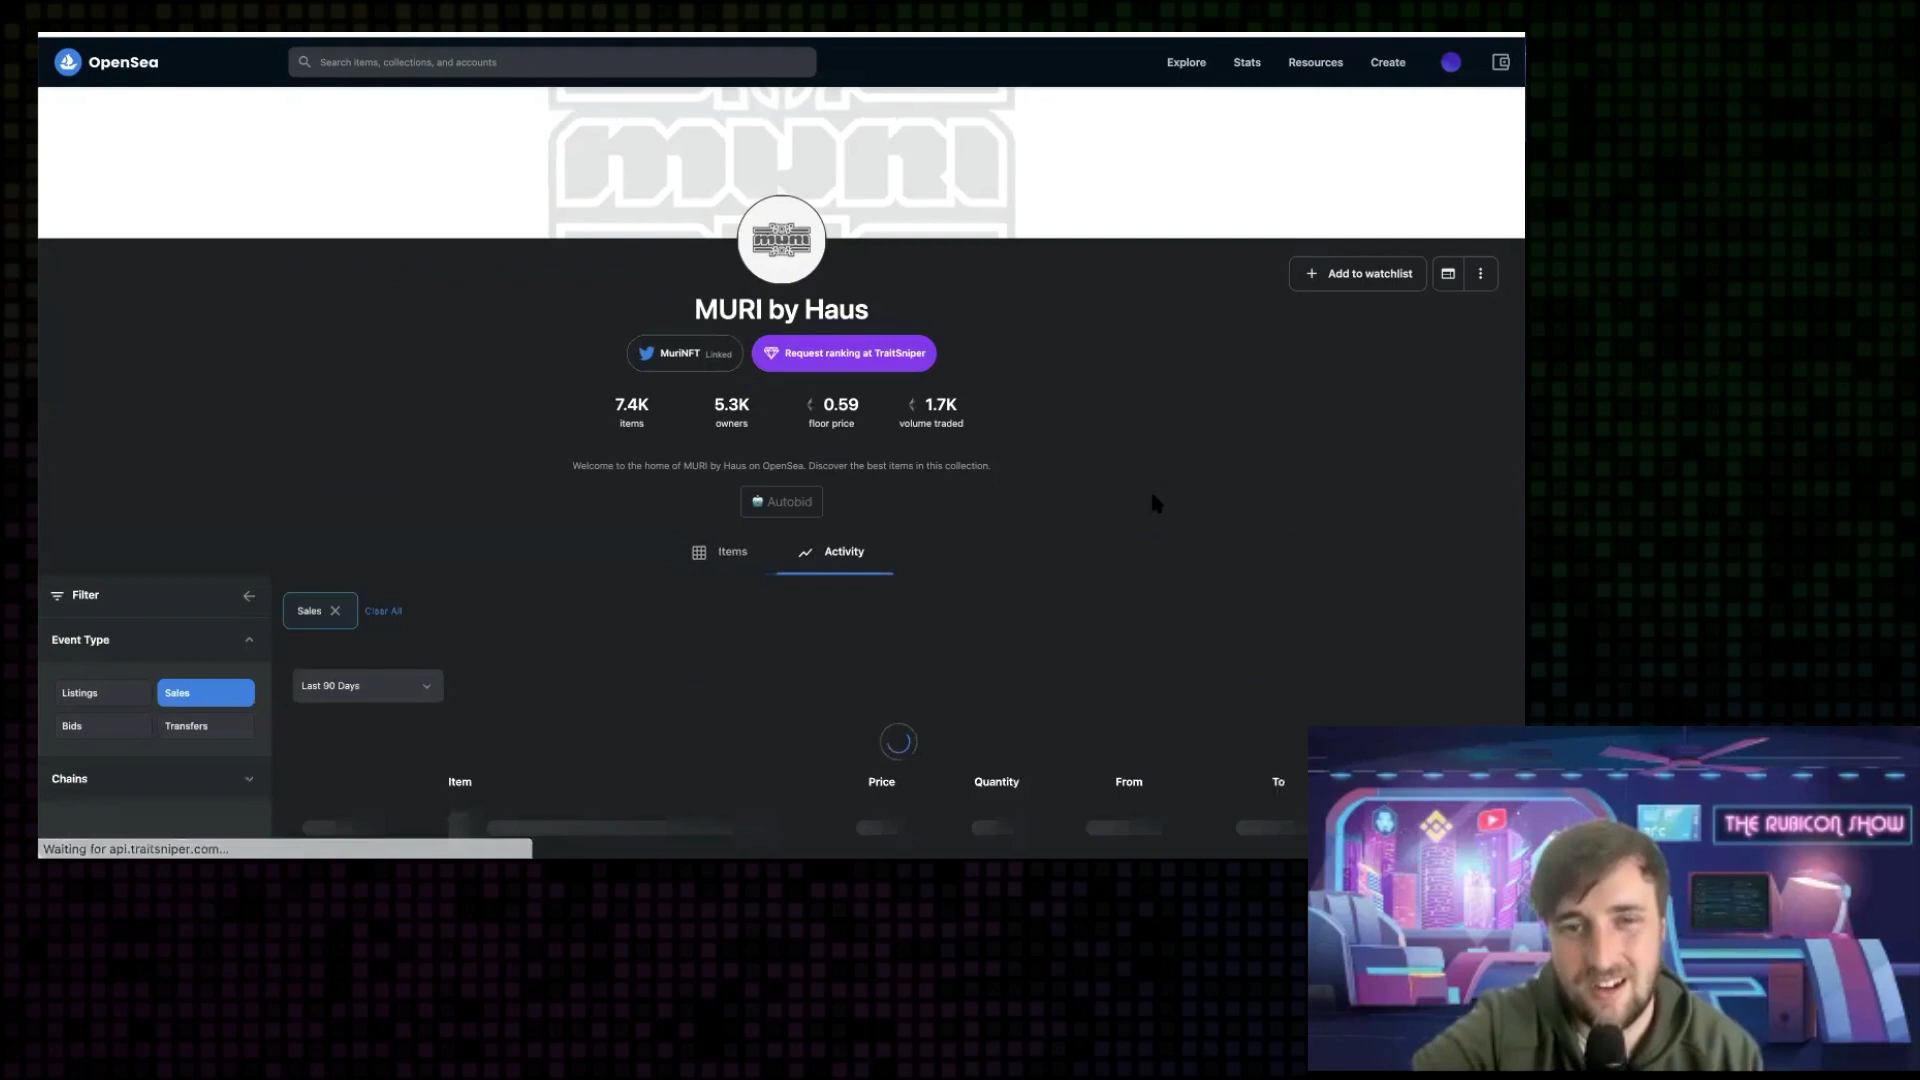 OpenSea
Search items, collections, and accounts
Explore
Stats
Resources
Create
muri
muri
MURI by Haus
MuriNFT Linked
Request ranking at TraitSniper
Add to watchlist
7.4K
items
5.3K
owners
0.59
floor price
1.7K
volume traded
Welcome to the home of MURI by Haus on OpenSea. Discover the best items in this collection.
Autobid
Items
Activity
Filter
Sales
Clear All
Event Type
Listings
Sales
Bids
Transfers
Last 90 Days
Chains
Item
Price
Quantity
From
To
Waiting for api.traitsniper.com...
THE RUBICON SHOW